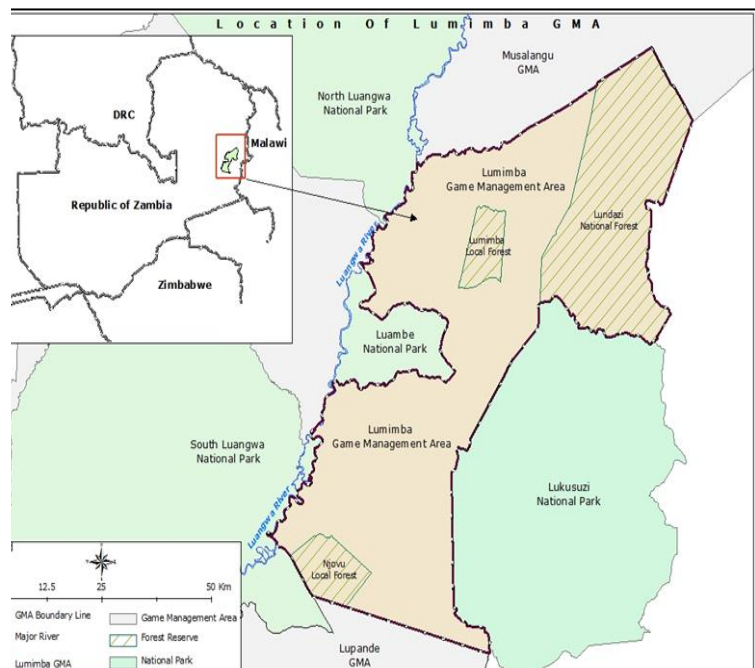 Location Of Lumimba GMA
Musalangu
GMA
North Luangwa
National Park
DRC
Malawi
Republic of Zambia
Zimbabwe
Lumimba
Game Management Area
Lumimba
Local Forest
Lundazi
National Forest
Luangwa River
Luambe
National Park
Lumimba
Game Management Area
South Luangwa
National Park
Lukusuzi
National Park
Luangwa River
Njovu
Local Forest
Lupande
GMA
12.5 25 50 Km
GMA Boundary Line
Game Management Area
Major River
Forest Reserve
Lumimba GMA
National Park